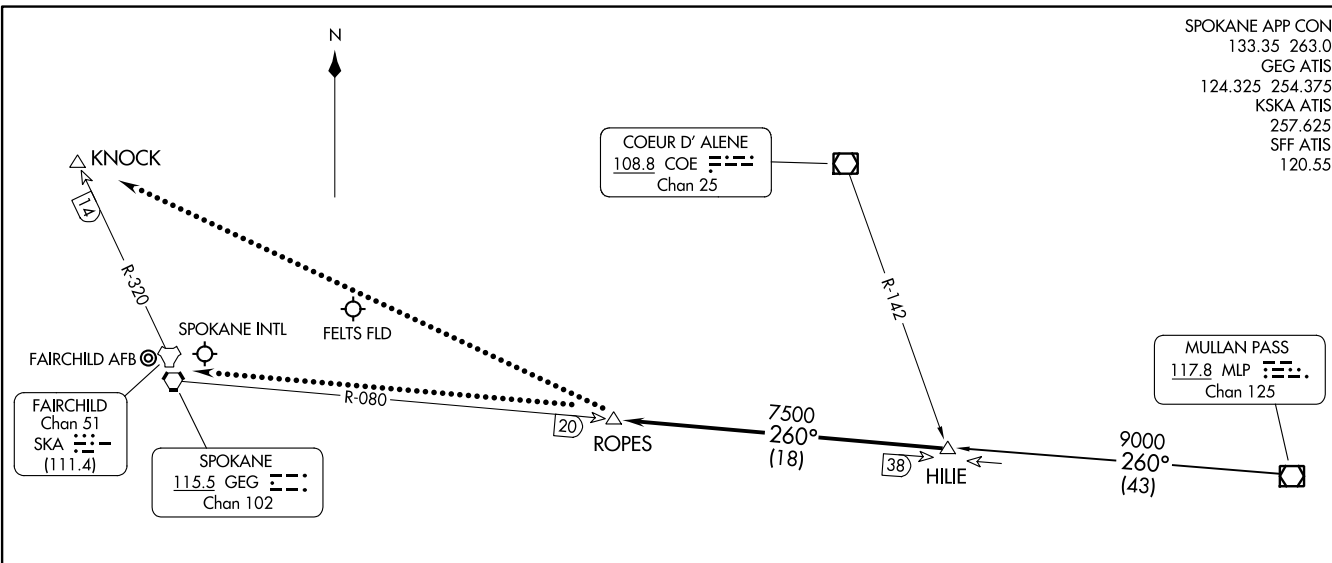 SPOKANE APP CON
133.35 263.0
GEG ATIS
124.325 254.375
KSKA ATIS
257.625
SFF ATIS
120.55
N
KNOCK
14
R-320
COEUR D' ALENE
108.8 COE
Chan 25
R-142
SPOKANE INTL
FELTS FLD
FAIRCHILD AFB
FAIRCHILD
Chan 51
SKA
(111.4)
R-080
SPOKANE
115.5 GEG
Chan 102
20
ROPES
7500
260°
(18)
38
HILIE
9000
260°
(43)
MULLAN PASS
117.8 MLP
Chan 125